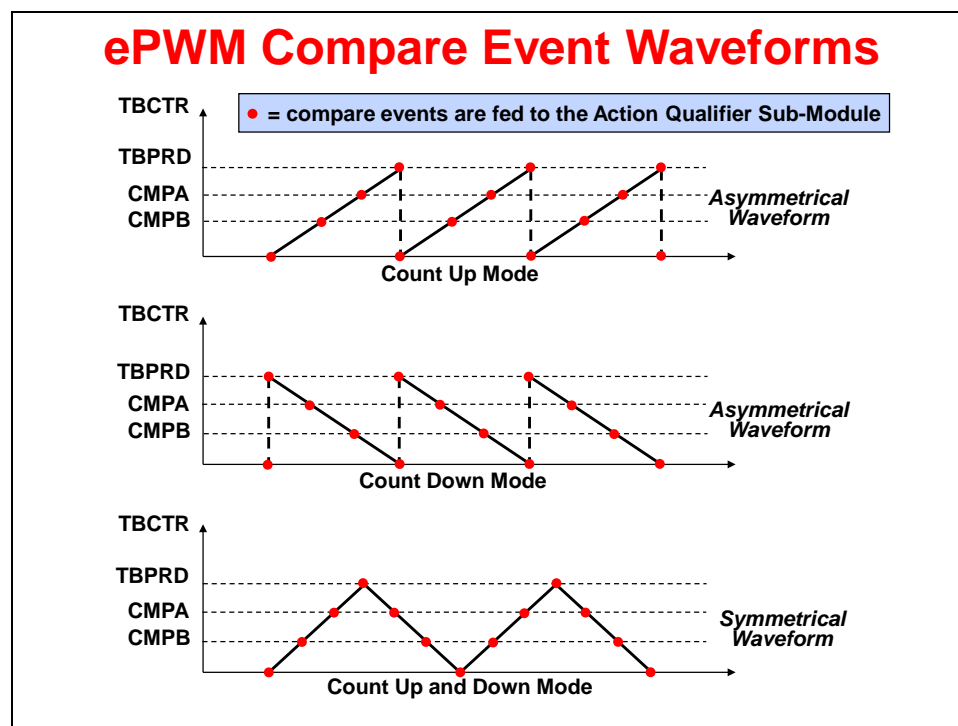 ePWM Compare Event Waveforms
TBCTR
● = compare events are fed to the Action Qualifier Sub-Module
TBPRD
CMPA
CMPB
Asymmetrical
Waveform
Count Up Mode
TBCTR
TBPRD
CMPA
CMPB
Asymmetrical
Waveform
Count Down Mode
TBCTR
TBPRD
CMPA
CMPB
Symmetrical
Waveform
Count Up and Down Mode